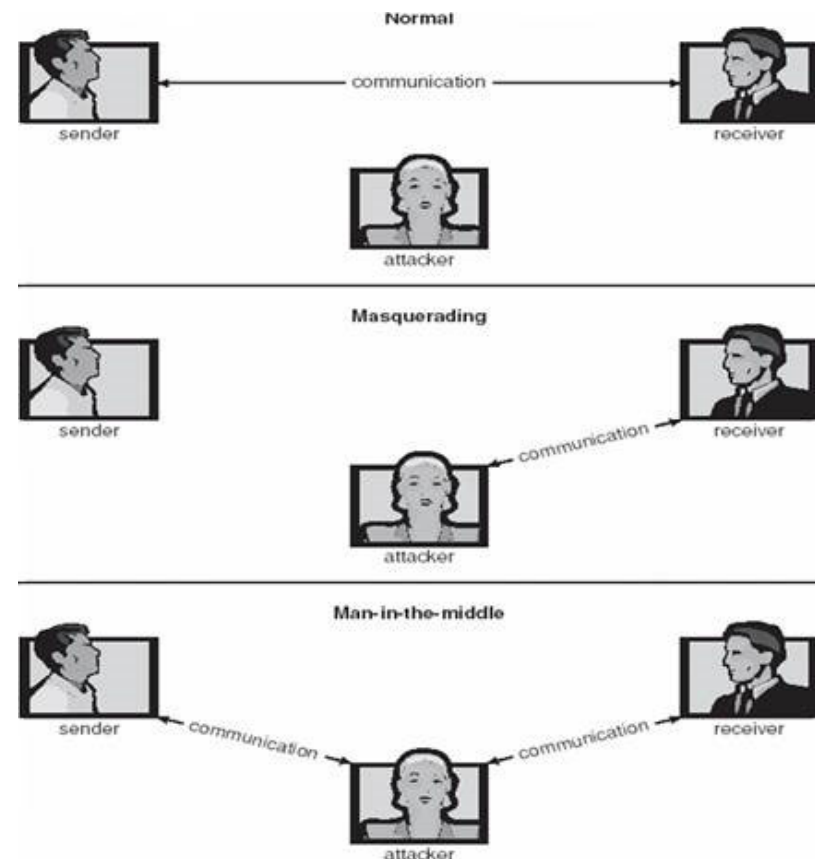 Normal
communication
sender
receiver
attacker
Masquerading
sender
receiver
communication
attacker
Man-in-the-middle
sender
receiver
communication
communication
attacker